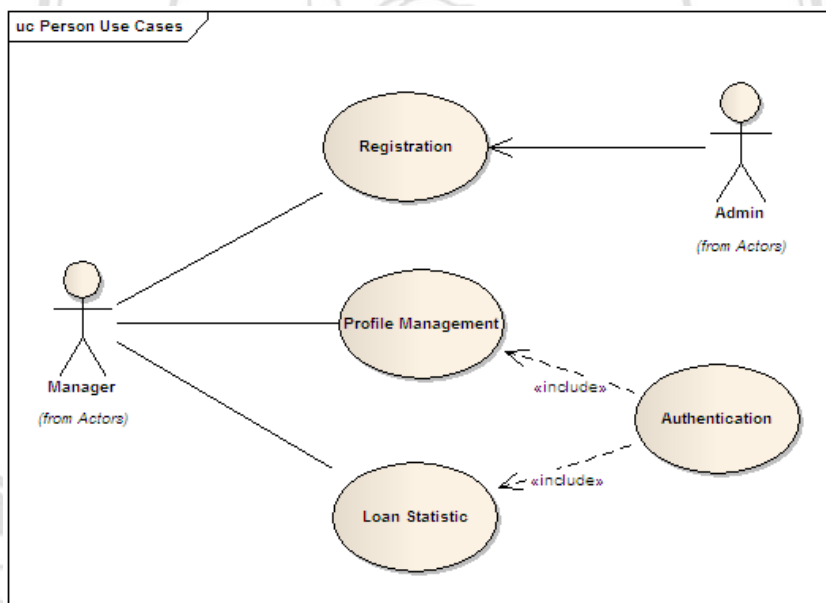 uc Person Use Cases
Registration
Admin
(from Actors)
Profile Management
Manager
(from Actors)
«include»
Authentication
«include»
Loan Statistic